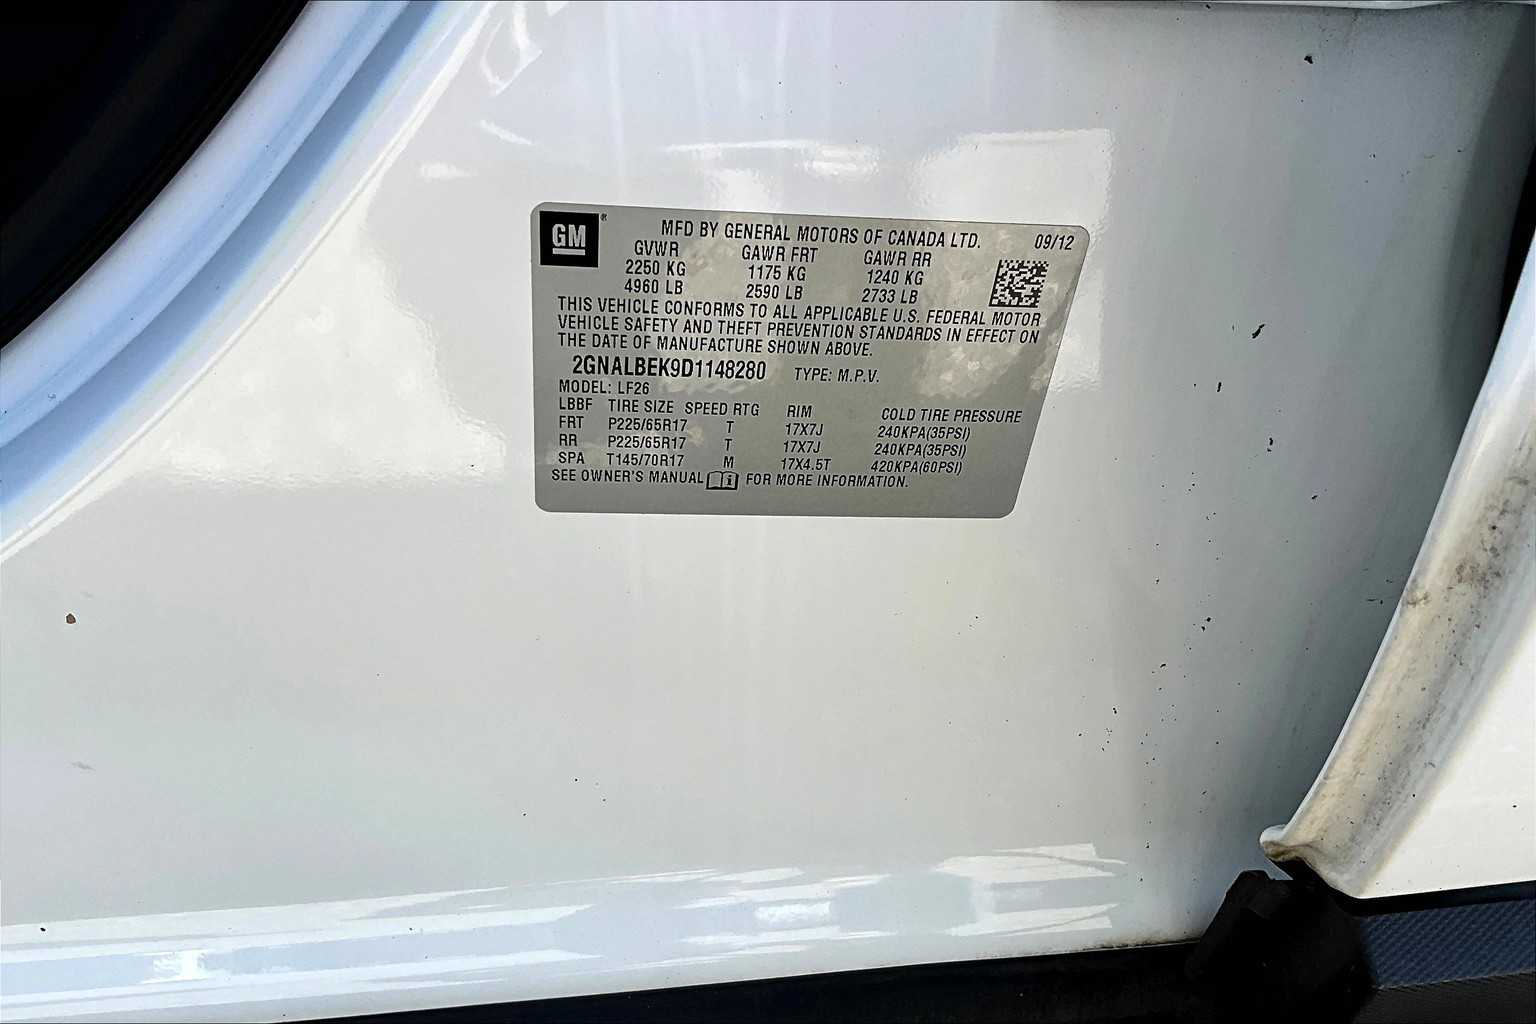 GM ® MFD BY GENERAL MOTORS OF CANADA LTD. 09/12
GVWR GAWR FRT GAWR RR
2250 KG 1175 KG 1240 KG
4960 LB 2590 LB 2733 LB
THIS VEHICLE CONFORMS TO ALL APPLICABLE U.S. FEDERAL MOTOR
VEHICLE SAFETY AND THEFT PREVENTION STANDARDS IN EFFECT ON
THE DATE OF MANUFACTURE SHOWN ABOVE.
2GNALBEK9D1148280 TYPE: M.P.V.
MODEL: LF26
LBBF TIRE SIZE SPEED RTG RIM COLD TIRE PRESSURE
FRT P225/65R17 T 17X7J 240KPA(35PSI)
RR P225/65R17 T 17X7J 240KPA(35PSI)
SPA T145/70R17 M 17X4.5T 420KPA(60PSI)
SEE OWNER'S MANUAL i FOR MORE INFORMATION.